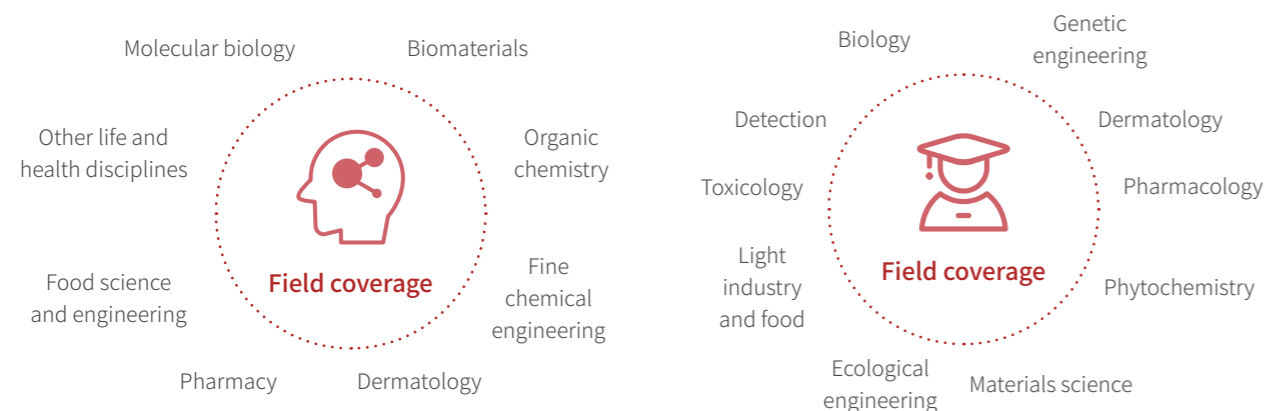 Molecular biology
Biomaterials
Other life and
health disciplines
Organic
chemistry
Field coverage
Food science
and engineering
Fine
chemical
engineering
Pharmacy
Dermatology
Biology
Genetic
engineering
Detection
Dermatology
Toxicology
Pharmacology
Light
industry
and food
Field coverage
Phytochemistry
Ecological
engineering
Materials science